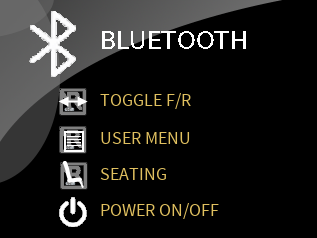 BLUETOOTH
TOGGLE F/R
USER MENU
SEATING
POWER ON/OFF